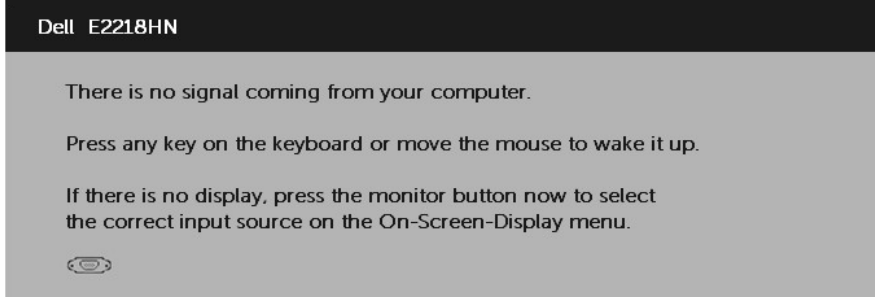 Dell E2218HN
There is no signal coming from your computer.
Press any key on the keyboard or move the mouse to wake it up.
If there is no display, press the monitor button now to select
the correct input source on the On-Screen-Display menu.